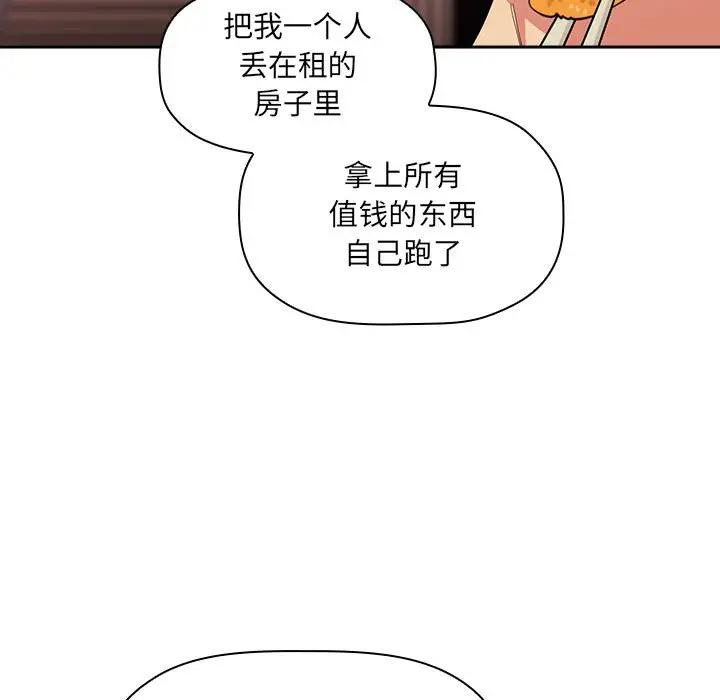 把我一个人
丢在租的
房子里
拿上所有
值钱的东西
自己跑了